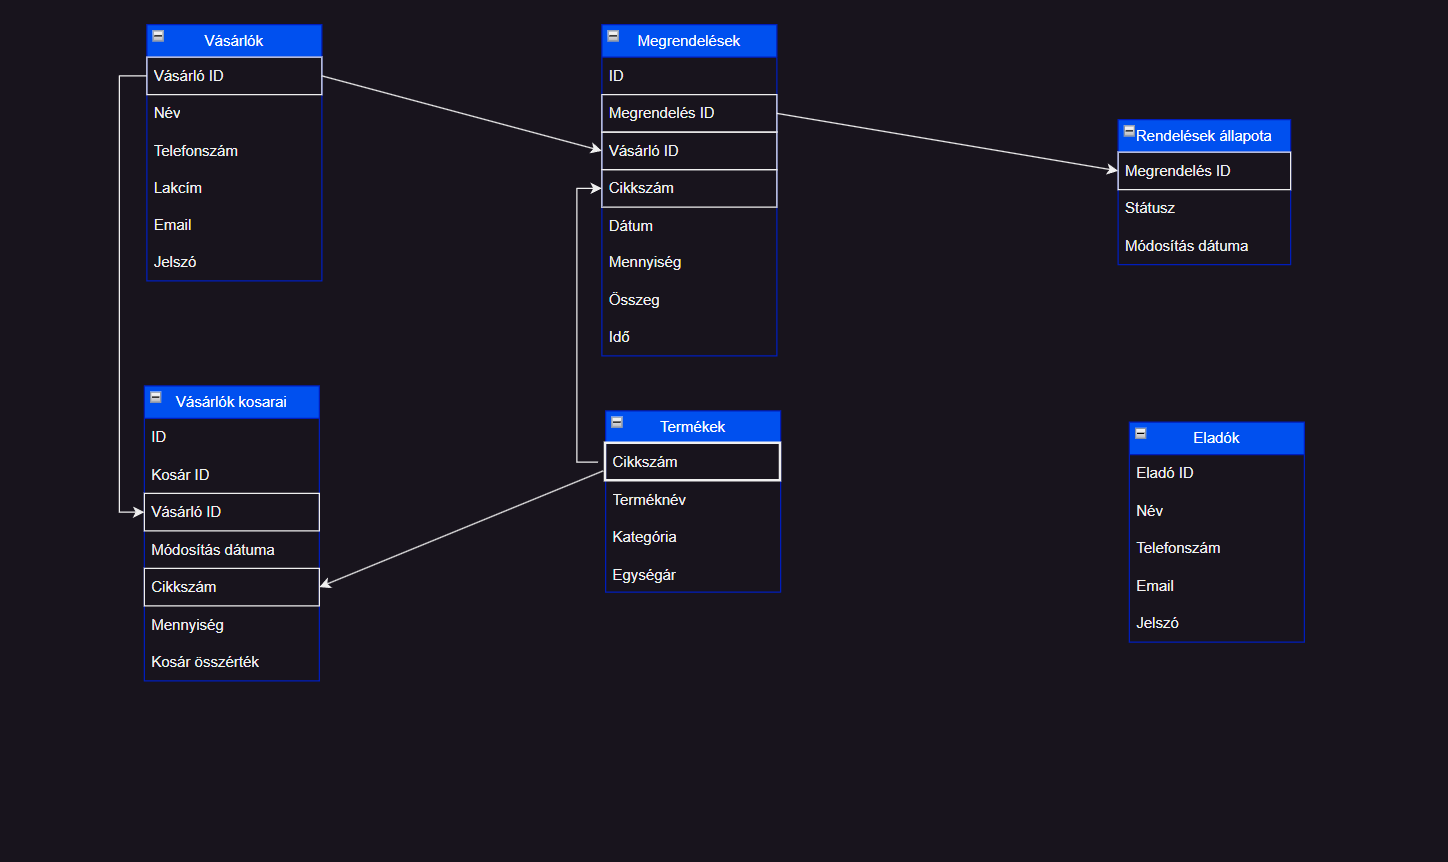 Vásárlók
Vásárló ID
Név
Telefonszám
Lakcím
Email
Jelszó
Megrendelések
ID
Megrendelés ID
Vásárló ID
Cikkszám
Dátum
Mennyiség
Összeg
Idő
Rendelések állapota
Megrendelés ID
Státusz
Módosítás dátuma
Vásárlók kosarai
ID
Kosár ID
Vásárló ID
Módosítás dátuma
Cikkszám
Mennyiség
Kosár összérték
Termékek
Cikkszám
Terméknév
Kategória
Egységár
Eladók
Eladó ID
Név
Telefonszám
Email
Jelszó